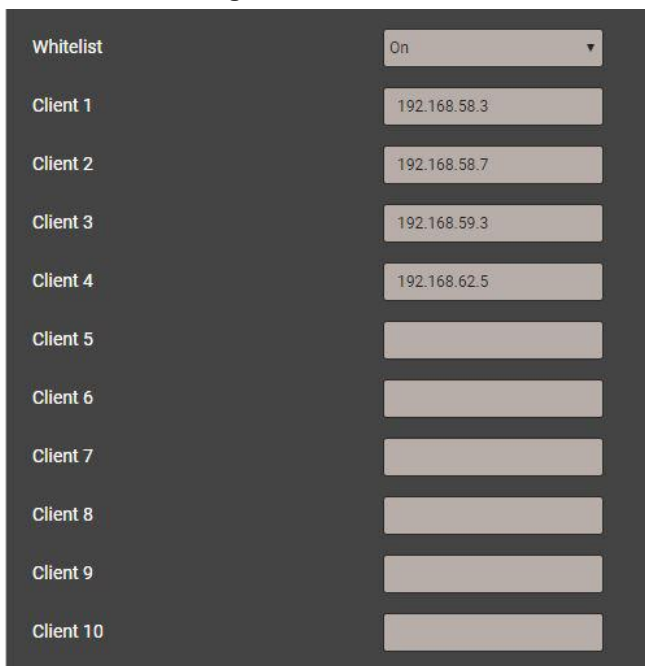 Whitelist On
Client 1 192.168.58.3
Client 2 192.168.58.7
Client 3 192.168.59.3
Client 4 192.168.62.5
Client 5
Client 6
Client 7
Client 8
Client 9
Client 10